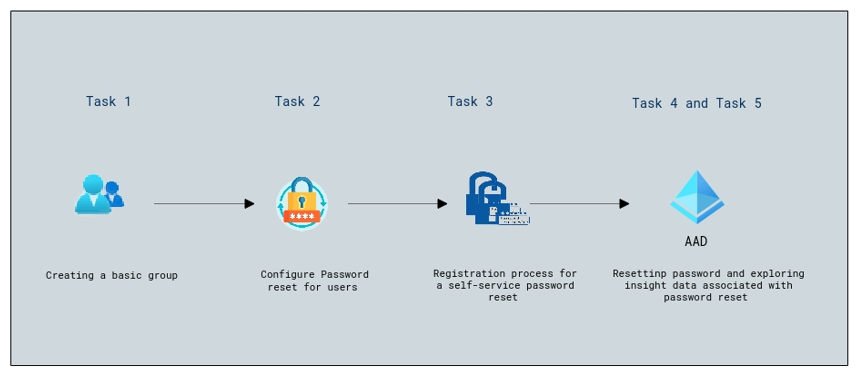 Task 1
Task 2
Task 3
Task 4 and Task 5
****
AAD
Creating a basic group
Configure Password
reset for users
Registration process for
a self-service password
reset
Resettinp password and exploring
insight data associated with
password reset